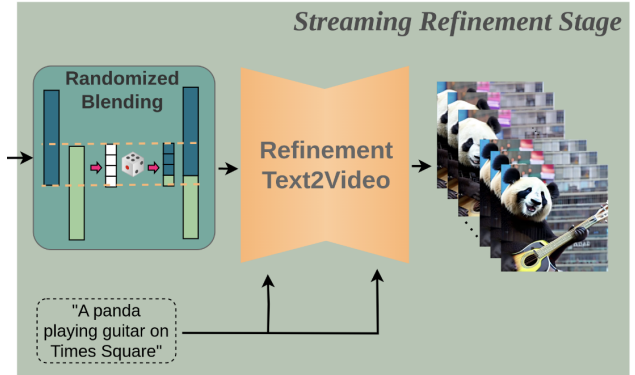 Streaming Refinement Stage
Randomized
Blending
Refinement
Text2Video
"A panda
playing guitar on
Times Square"